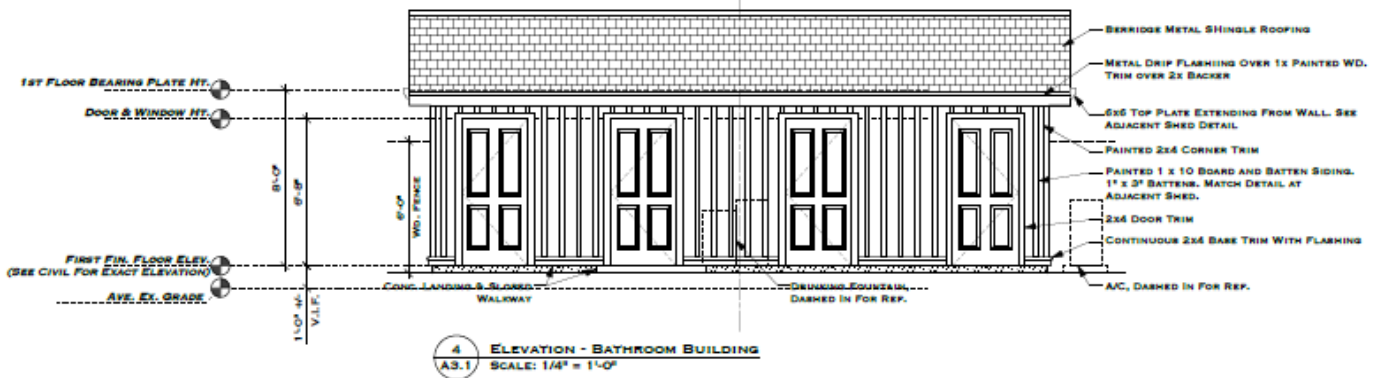 BERRIDGE METAL SHINGLE ROOFING
METAL DRIP FLASHIING OVER 1X PAINTED WD.
TRIM OVER 2X BACKER
1ST FLOOR BEARING PLATE HT.
DOOR & WINDOW HT.
6X6 TOP PLATE EXTENDING FROM WALL. SEE
ADJACENT SHED DETAIL
PAINTED 2X4 CORNER TRIM
PAINTED 1 X 10 BOARD AND BATTEN SIDING.
1" X 3" BATTENS. MATCH DETAIL AT
ADJACENT SHED.
2X4 DOOR TRIM
CONTINUOUS 2X4 BASE TRIM WITH FLASHING
8'-0"
6'-8"
6'-0"
WD. FENCE
FIRST FIN. FLOOR ELEV.
(SEE CIVIL FOR EXACT ELEVATION)
AVE. EX. GRADE
1'-0" +/-
V.I.F.
CONC. LANDING & SLOPED
WALKWAY
DRINKING FOUNTAIN,
DASHED IN FOR REF.
A/C, DASHED IN FOR REF.
4
A3.1
ELEVATION - BATHROOM BUILDING
SCALE: 1/4" = 1'-0"